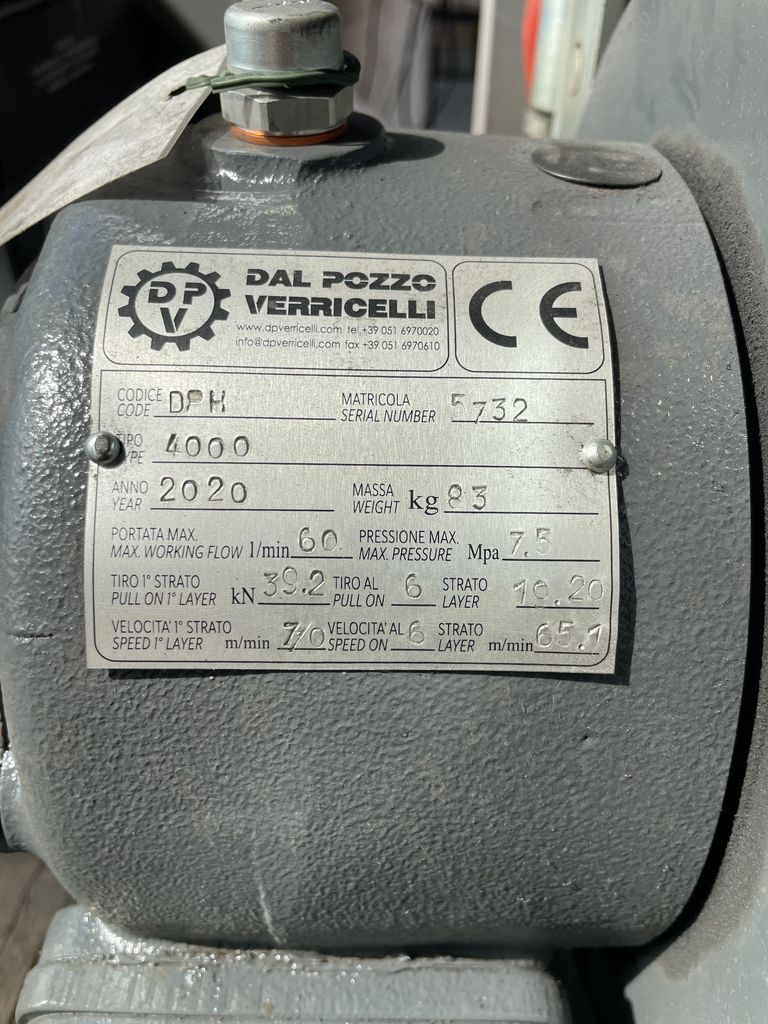 DPV
DAL POZZO
VERRICELLI
www.dpverricelli.com tel.+39 051 6970020
info@dpverricelli.com fax +39 051 6970610
CE
CODICE
CODE DPH
MATRICOLA
SERIAL NUMBER 5732
TIPO
TYPE 4000
ANNO
YEAR 2020
MASSA
WEIGHT kg 83
PORTATA MAX.
MAX. WORKING FLOW 1/min 60
PRESSIONE MAX.
MAX. PRESSURE Mpa 7.5
TIRO 1° STRATO
PULL ON 1° LAYER kN 39.2
TIRO AL
PULL ON 6
STRATO
LAYER 19.20
VELOCITA' 1° STRATO
SPEED 1° LAYER m/min
VELOCITA' AL
SPEED ON 6
STRATO
LAYER m/min 65.1